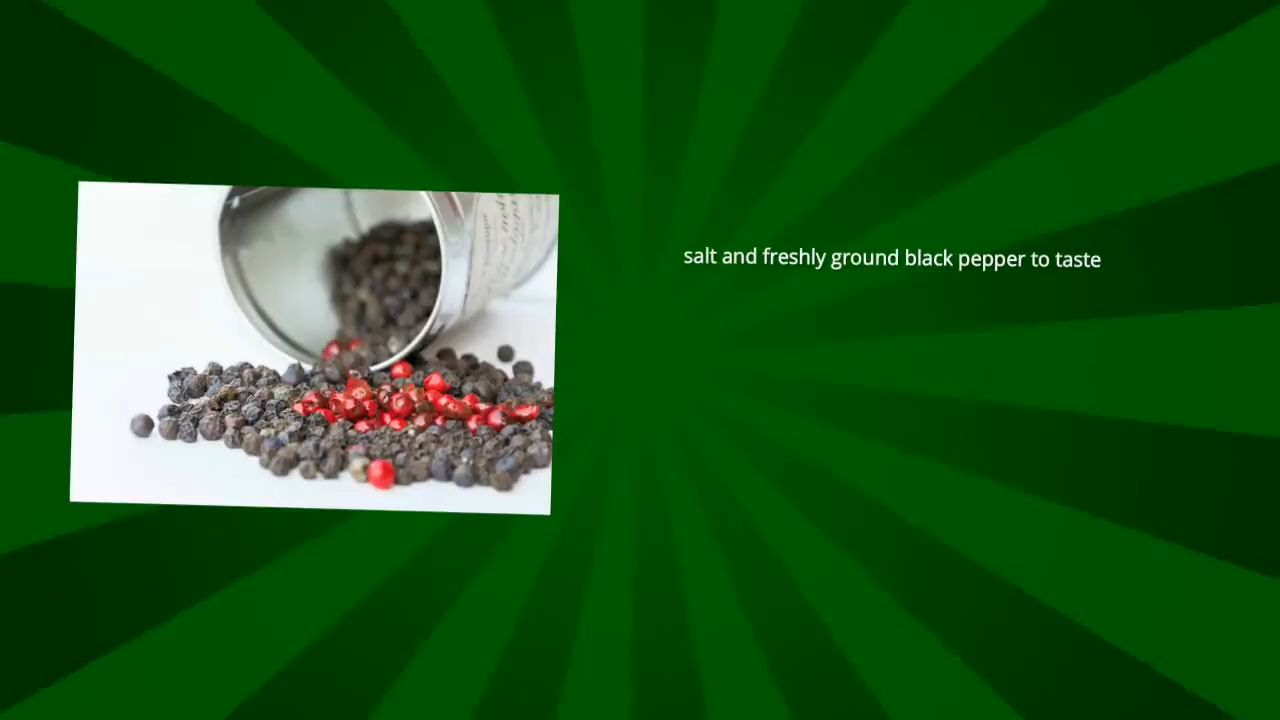 salt and freshly ground black pepper to taste